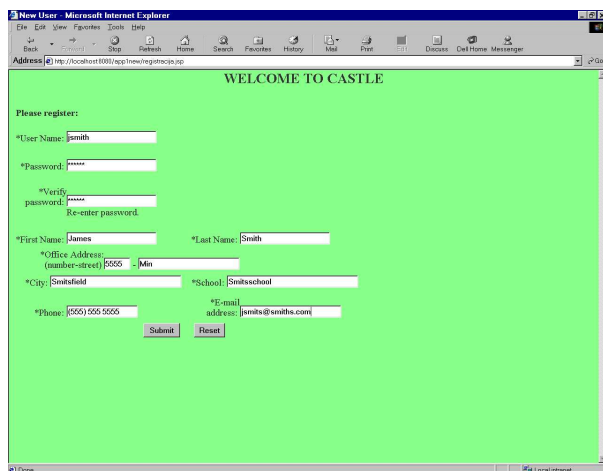 New User - Microsoft Internet Explorer
File Edit View Favorites Tools Help
Back Forward Stop Refresh Home Search Favorites History Mail Print Edit Discuss Dell Home Messenger
Address http://localhost:8080/app1new/registracija.jsp Go
WELCOME TO CASTLE
Please register:
*User Name: jsmith
*Password: ******
*Verify
password: ******
Re-enter password.
*First Name: James *Last Name: Smith
*Office Address:
(number-street) 5555 - Min
*City: Smitsfield *School: Smitsschool
*Phone: (555) 555 5555 *E-mail
address: jsmits@smiths.com
Submit Reset
Done Local intranet